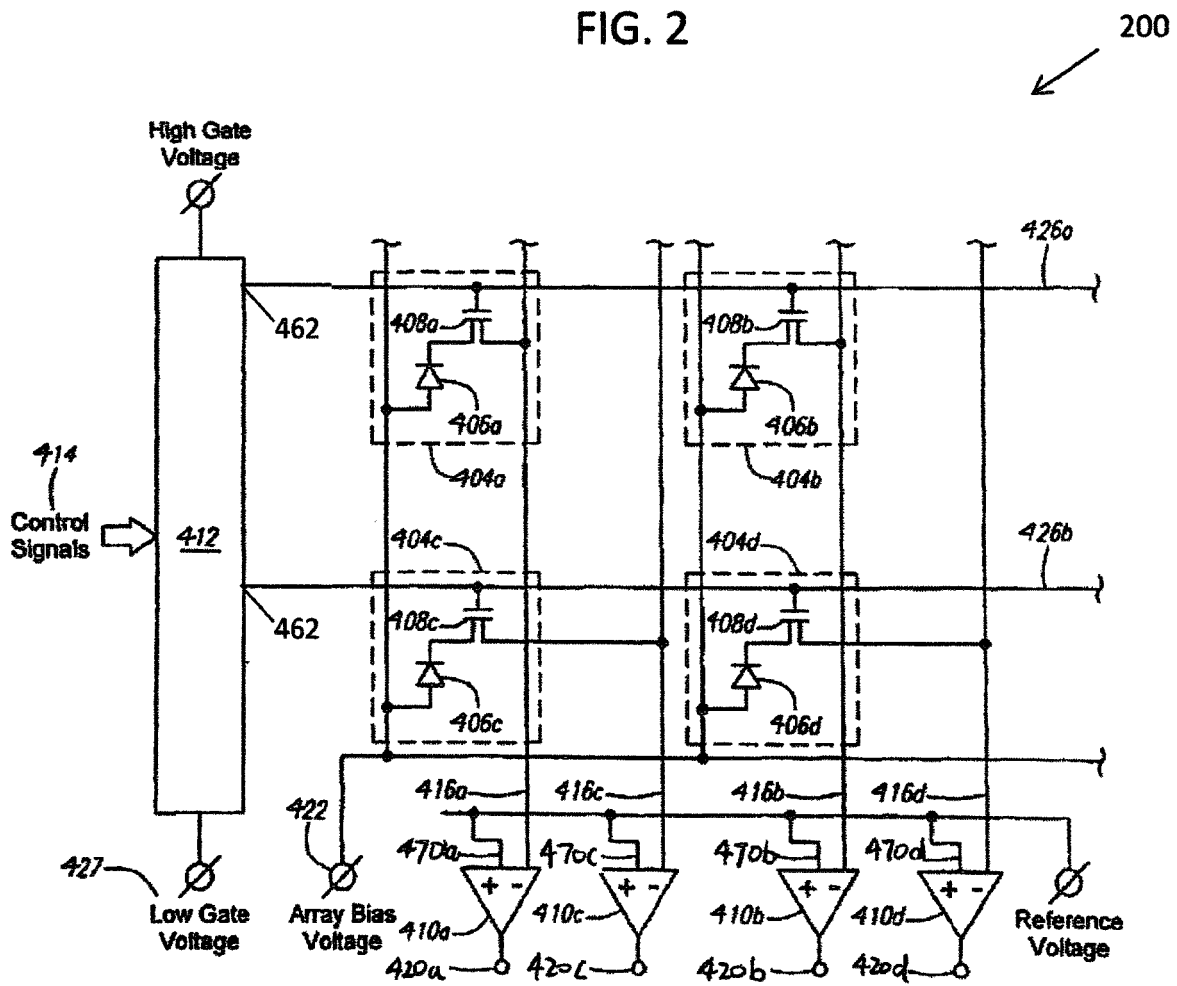 FIG. 2
200
High Gate
Voltage
426a
462
408a
408b
406a
406b
404a
404b
414
Control
Signals
412
404c
404d
426b
462
408c
408d
406c
406d
416a
416c
416b
416d
422
470a
470c
470b
470d
427
Low Gate
Voltage
Array Bias
Voltage
+ -
+ -
+ -
+ -
410a
410c
410b
410d
Reference
Voltage
420a
420c
420b
420d